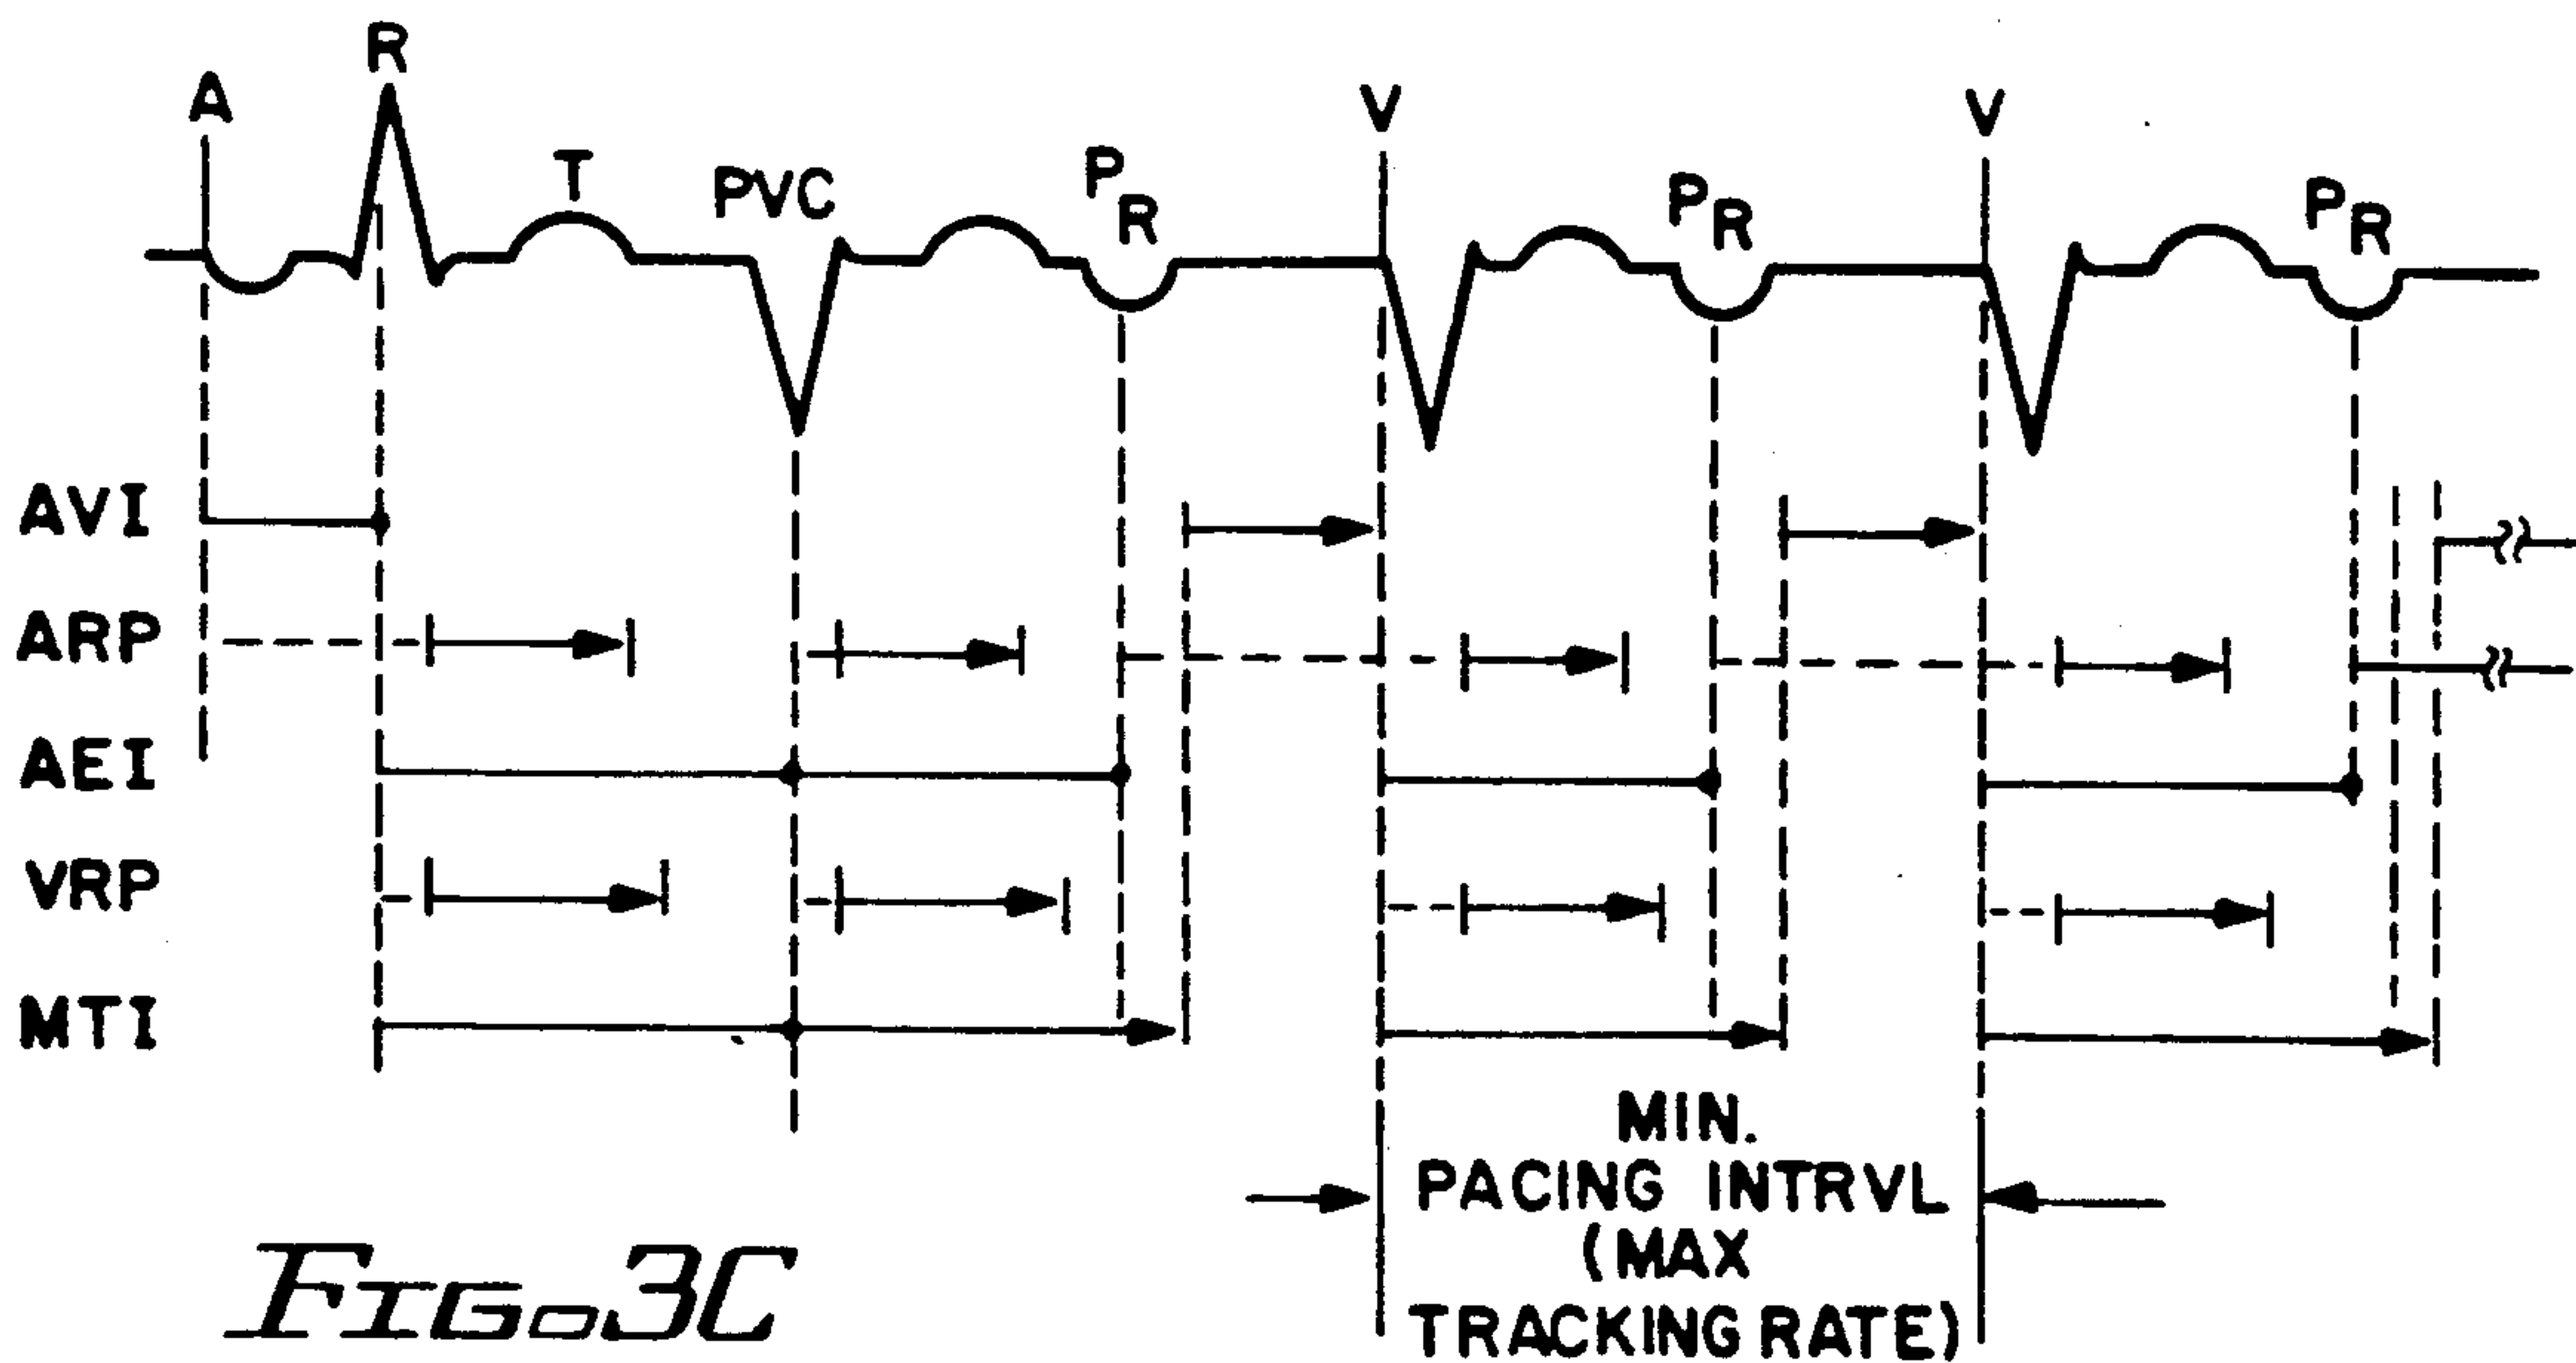 A R T PVC PR V PR V PR
AVI
ARP
AEI
VRP
MTI
MIN.
PACING INTRVL
(MAX
TRACKING RATE)
FIG. 3C